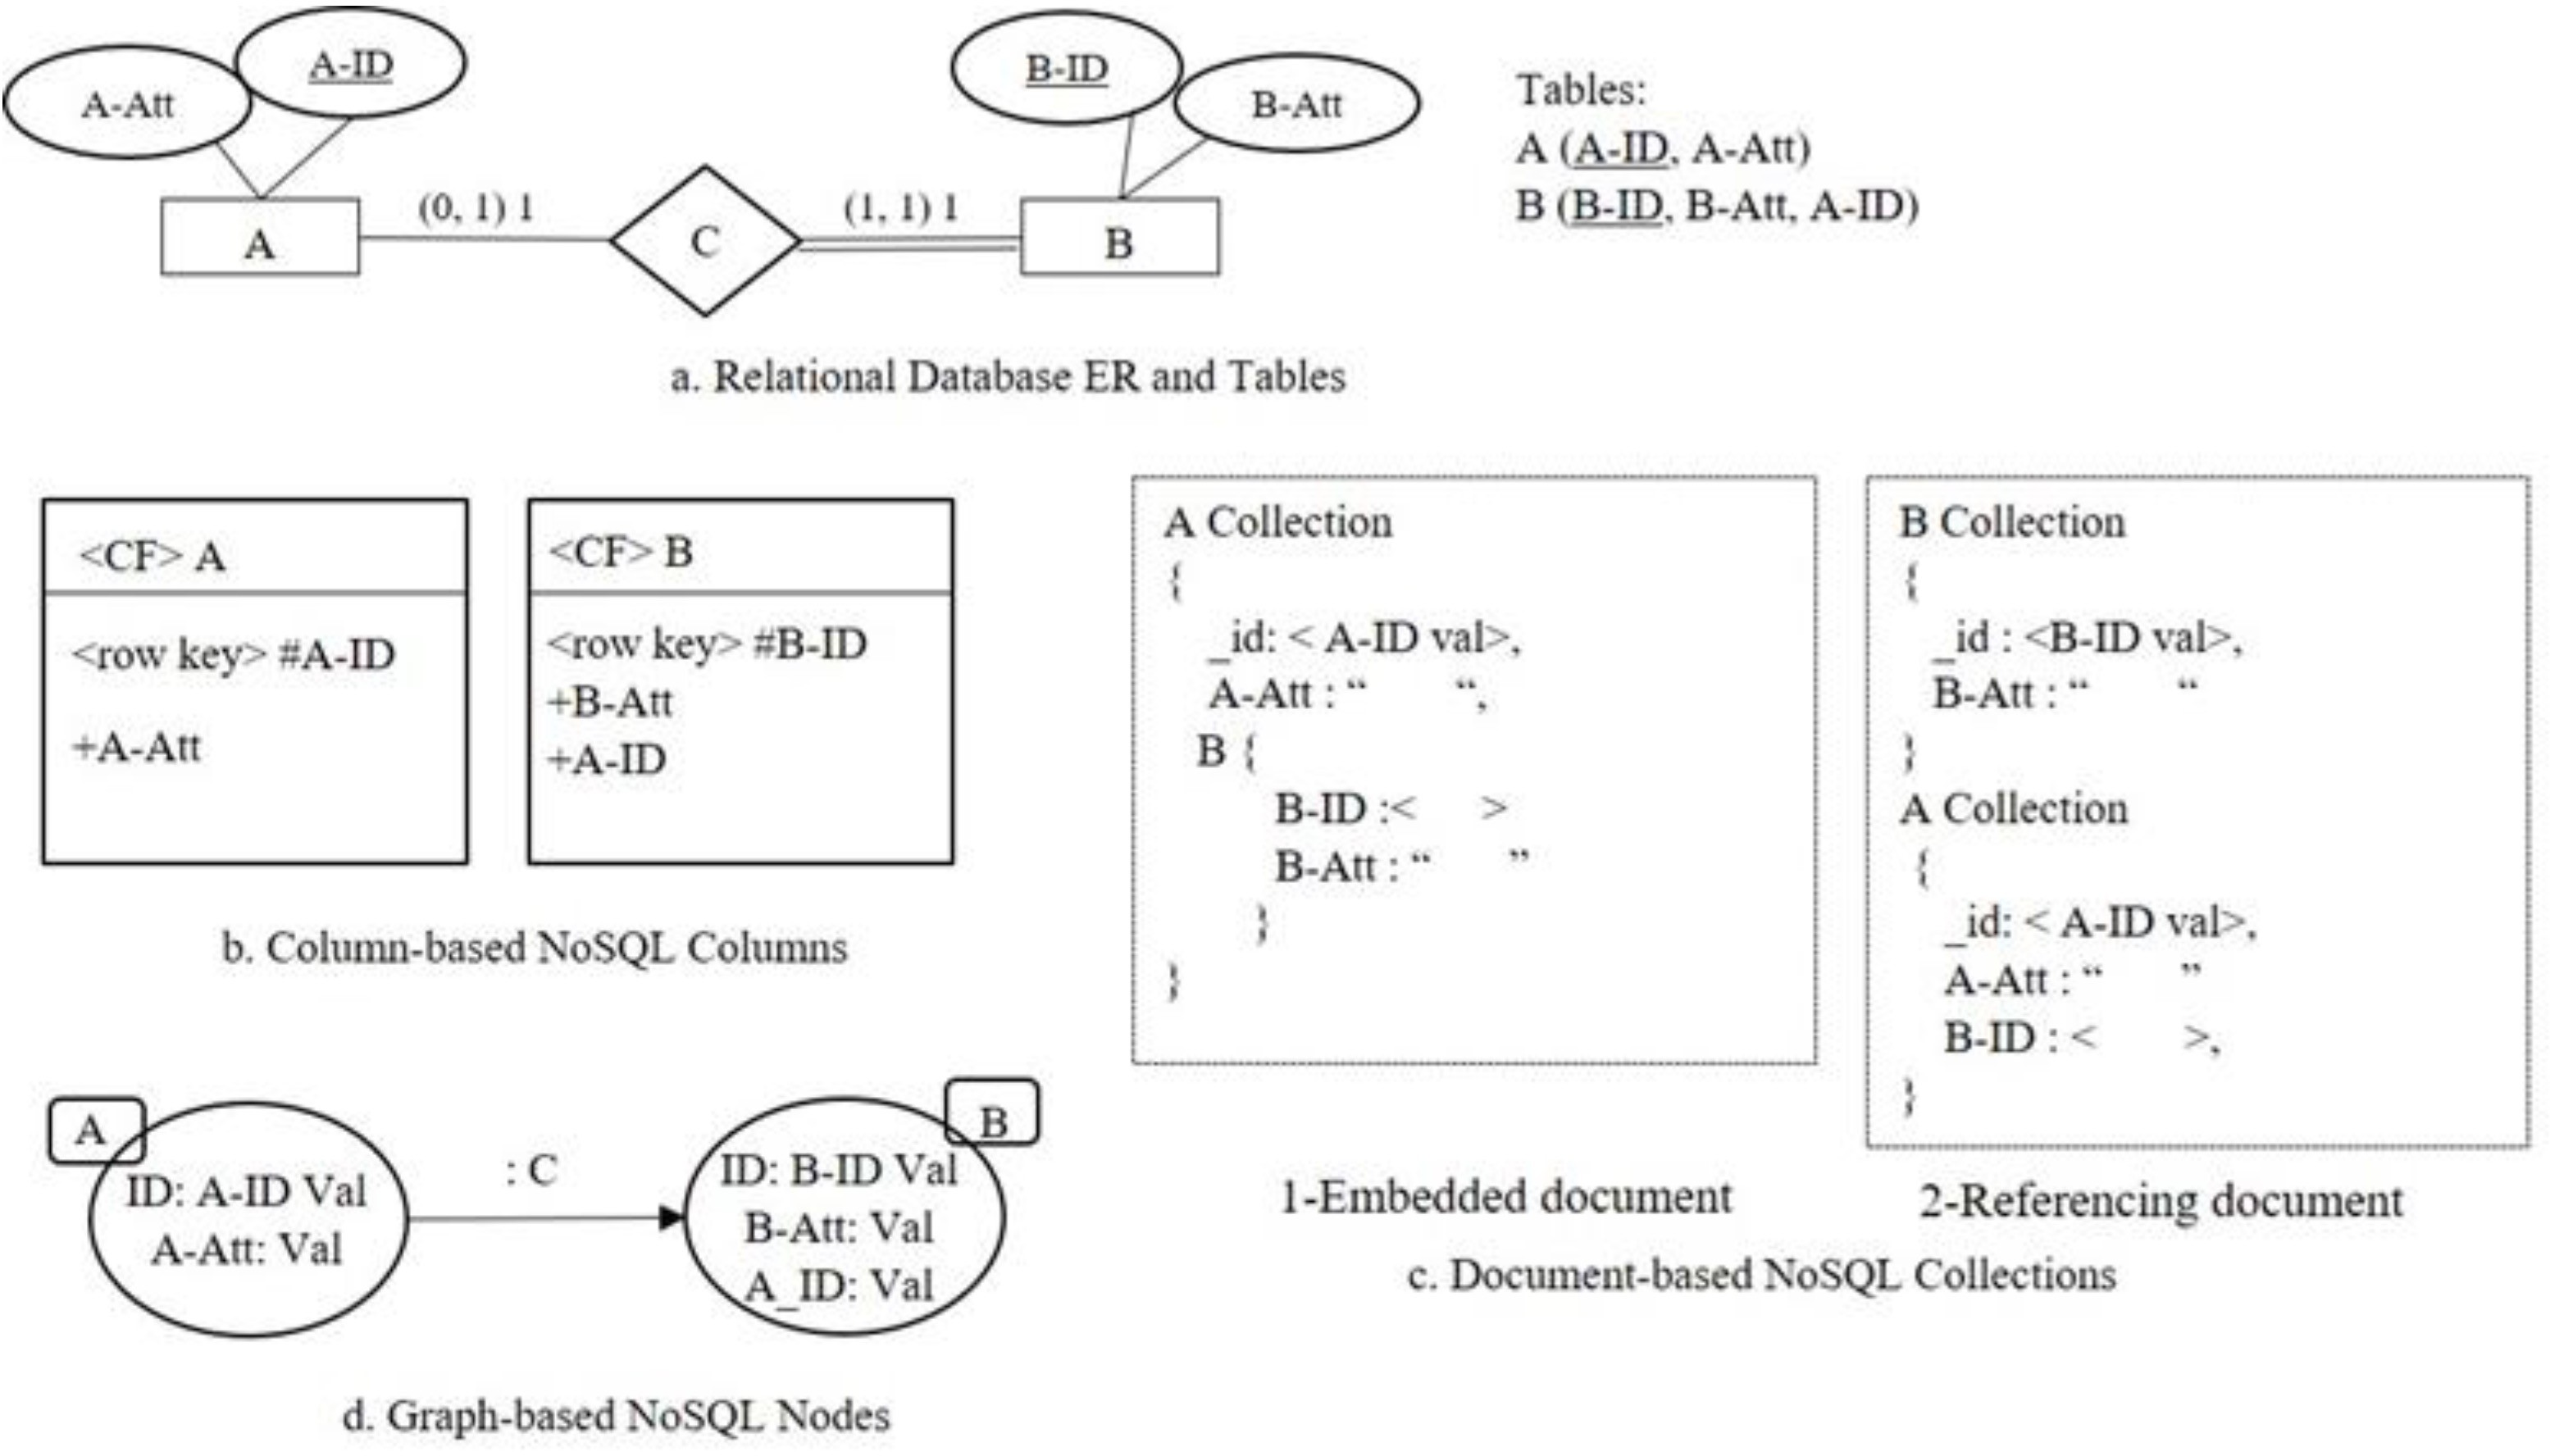 A-Att
A-ID
B-ID
B-Att
A
(0, 1) 1
C
(1, 1) 1
B
Tables:
A (A-ID, A-Att)
B (B-ID, B-Att, A-ID)
a. Relational Database ER and Tables
<CF> A
<row key> #A-ID
+A-Att
<CF> B
<row key> #B-ID
+B-Att
+A-ID
b. Column-based NoSQL Columns
A Collection
{
_id: < A-ID val>,
A-Att : “ “,
B {
B-ID :< >
B-Att : “ ”
}
}
1-Embedded document
B Collection
{
_id : <B-ID val>,
B-Att : “ “
}
A Collection
{
_id: < A-ID val>,
A-Att : “ ”
B-ID : < >,
}
2-Referencing document
c. Document-based NoSQL Collections
A
ID: A-ID Val
A-Att: Val
: C
B
ID: B-ID Val
B-Att: Val
A_ID: Val
d. Graph-based NoSQL Nodes